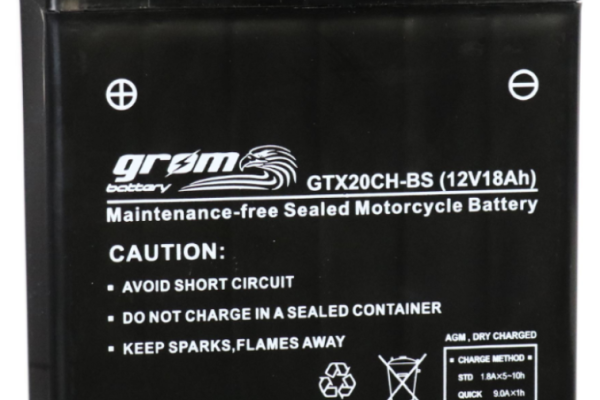 grøm
battery
GTX20CH-BS (12V18Ah)
Maintenance-free Sealed Motorcycle Battery
CAUTION:
▪ AVOID SHORT CIRCUIT
▪ DO NOT CHARGE IN A SEALED CONTAINER
▪ KEEP SPARKS,FLAMES AWAY
AGM , DRY CHARGED
▪ CHARGE METHOD ▪
STD 1.8A×5~10h
QUICK 9.0A×1h